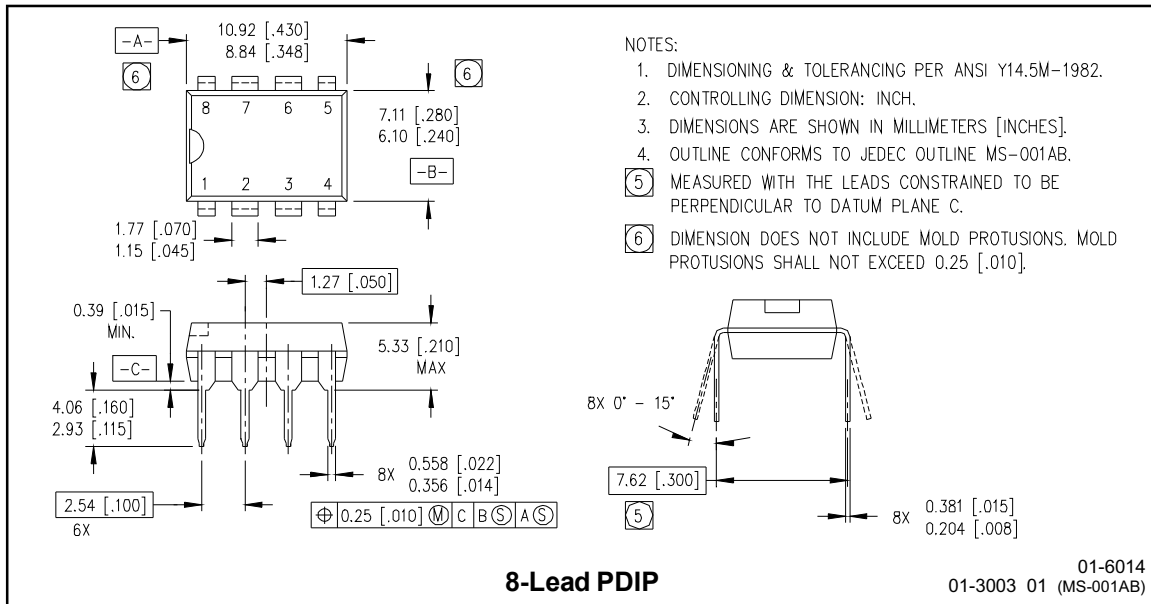 -A-
10.92 [.430]
8.84 [.348]
6
6
8 7 6 5
1 2 3 4
7.11 [.280]
6.10 [.240]
-B-
1.77 [.070]
1.15 [.045]
1.27 [.050]
0.39 [.015]
MIN.
-C-
5.33 [.210]
MAX
4.06 [.160]
2.93 [.115]
8X 0.558 [.022]
0.356 [.014]
2.54 [.100]
6X
⌖ 0.25 [.010] Ⓜ C B Ⓢ A Ⓢ
NOTES:
1. DIMENSIONING & TOLERANCING PER ANSI Y14.5M-1982.
2. CONTROLLING DIMENSION: INCH.
3. DIMENSIONS ARE SHOWN IN MILLIMETERS [INCHES].
4. OUTLINE CONFORMS TO JEDEC OUTLINE MS-001AB.
5 MEASURED WITH THE LEADS CONSTRAINED TO BE
PERPENDICULAR TO DATUM PLANE C.
6 DIMENSION DOES NOT INCLUDE MOLD PROTUSIONS. MOLD
PROTUSIONS SHALL NOT EXCEED 0.25 [.010].
8X 0° - 15°
7.62 [.300]
5
8X 0.381 [.015]
0.204 [.008]
8-Lead PDIP
01-6014
01-3003 01 (MS-001AB)